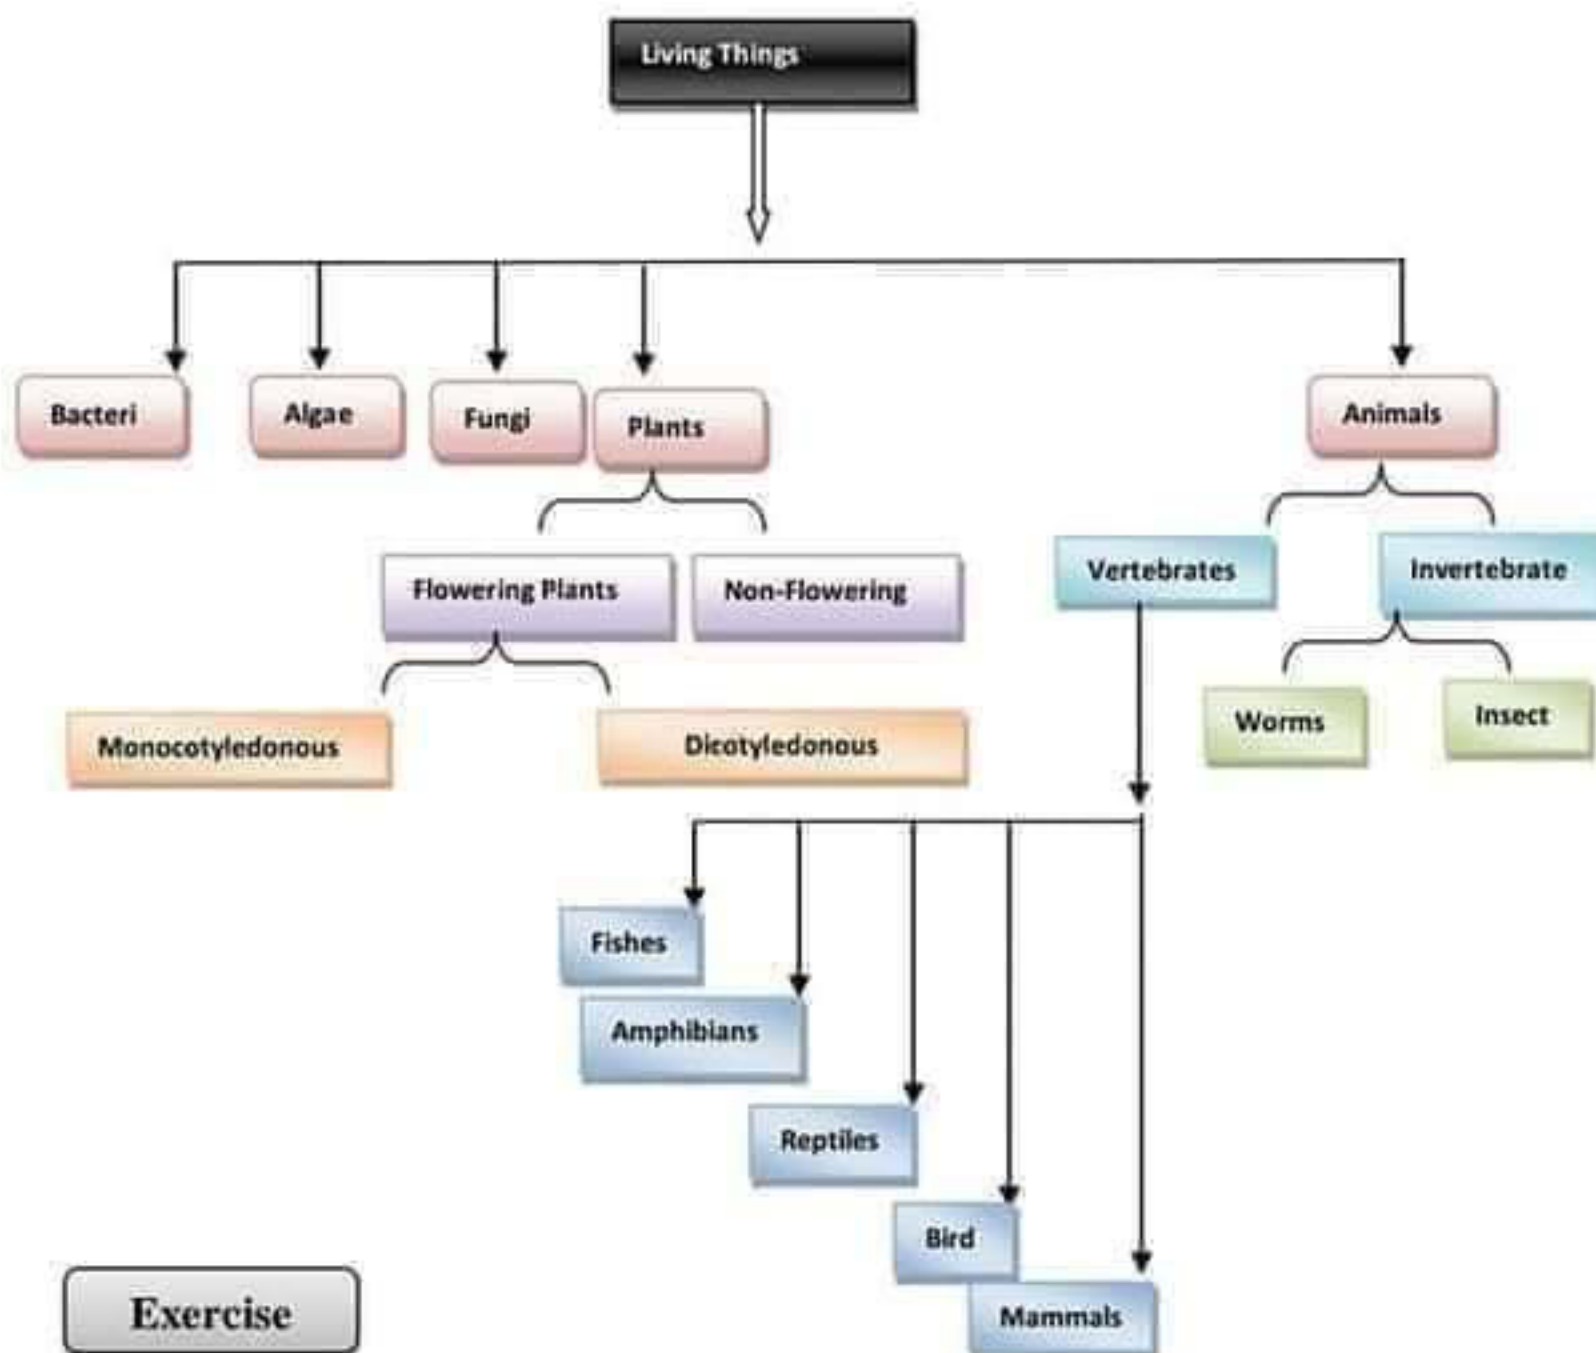 Living Things
Bacteri
Algae
Fungi
Plants
Animals
Flowering Plants
Non-Flowering
Vertebrates
Invertebrate
Monocotyledonous
Dicotyledonous
Worms
Insect
Fishes
Amphibians
Reptiles
Bird
Mammals
Exercise